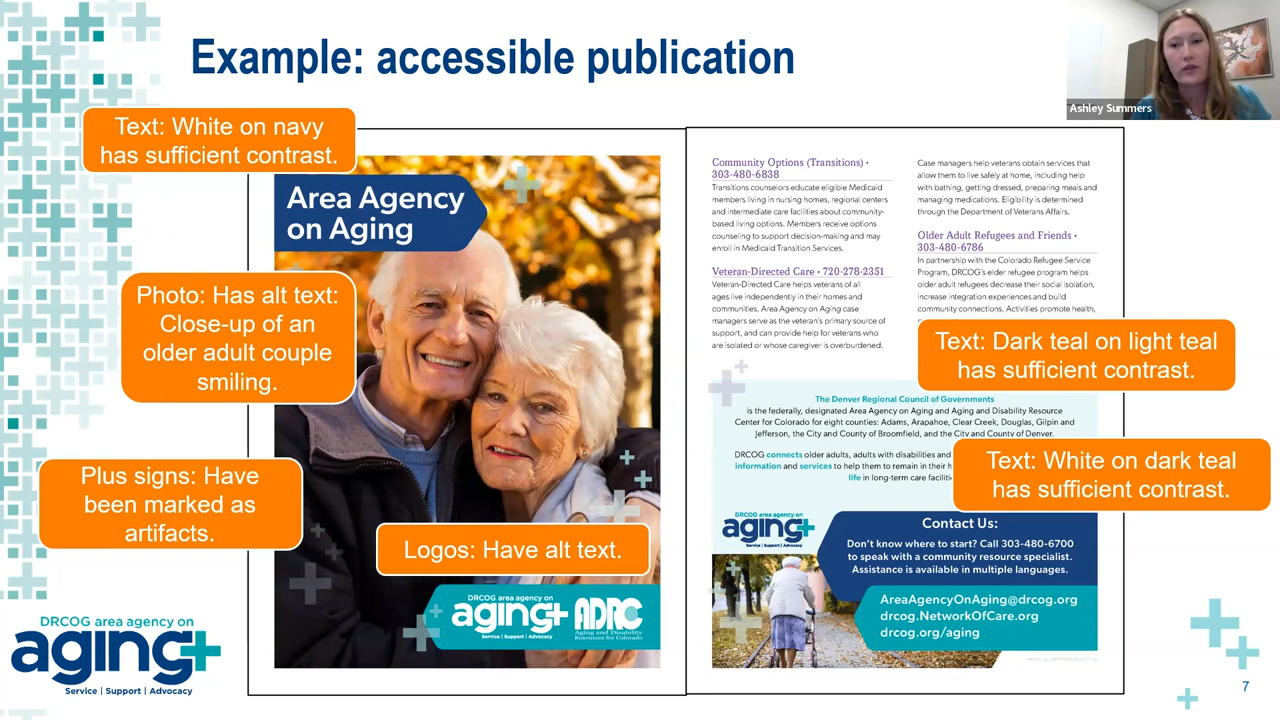 Example: accessible publication
Ashley Summers
Text: White on navy
has sufficient contrast.
Area Agency
on Aging
Photo: Has alt text:
Close-up of an
older adult couple
smiling.
Plus signs: Have
been marked as
artifacts.
Logos: Have alt text.
DRCOG area agency on
aging+
Service | Support | Advocacy
ADRC
Aging and Disability
Resources for Colorado
Community Options (Transitions) •
303-480-6838
Transitions counselors educate eligible Medicaid
members living in nursing homes, regional centers
and intermediate care facilities about community-
based living options. Members receive options
counseling to support decision-making and may
enroll in Medicaid Transition Services.
Veteran-Directed Care • 720-278-2351
Veteran-Directed Care helps veterans of all
ages live independently in their homes and
communities. Area Agency on Aging case
managers serve as the veteran's primary source of
support, and can provide help for veterans who
are isolated or whose caregiver is overburdened.
Case managers help veterans obtain services that
allow them to live safely at home, including help
with bathing, getting dressed, preparing meals and
managing medications. Eligibility is determined
through the Department of Veterans Affairs.
Older Adult Refugees and Friends •
303-480-6786
In partnership with the Colorado Refugee Service
Program, DRCOG's elder refugee program helps
older adult refugees decrease their social isolation,
increase integration experiences and build
community connections. Activities promote health,
Text: Dark teal on light teal
has sufficient contrast.
The Denver Regional Council of Governments
is the federally, designated Area Agency on Aging and Aging and Disability Resource
Center for Colorado for eight counties: Adams, Arapahoe, Clear Creek, Douglas, Gilpin and
Jefferson, the City and County of Broomfield, and the City and County of Denver.
DRCOG connects older adults, adults with disabilities and
information and services to help them to remain in their
life in long-term care
Text: White on dark teal
has sufficient contrast.
DRCOG area agency on
aging+
Service | Support | Advocacy
Contact Us:
Don't know where to start? Call 303-480-6700
to speak with a community resource specialist.
Assistance is available in multiple languages.
AreaAgencyOnAging@drcog.org
drcog.NetworkOfCare.org
drcog.org/aging
DRCOG area agency on
aging+
Service | Support | Advocacy
7